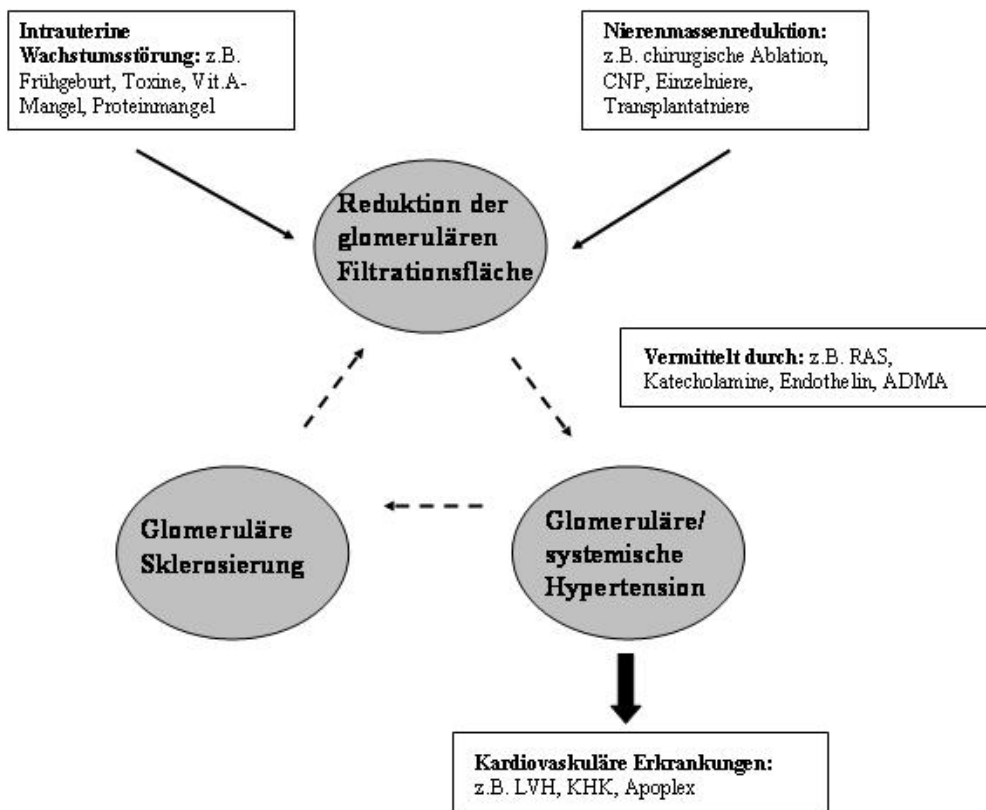 Intrauterine
Wachstumsstörung: z.B.
Frühgeburt, Toxine, Vit.A-
Mangel, Proteinmangel
Nierenmassenreduktion:
z.B. chirurgische Ablation,
CNP, Einzelniere,
Transplantatniere
Reduktion der
glomerulären
Filtrationsfläche
Vermittelt durch: z.B. RAS,
Katecholamine, Endothelin, ADMA
Glomeruläre
Sklerosierung
Glomeruläre/
systemische
Hypertension
Kardiovaskuläre Erkrankungen:
z.B. LVH, KHK, Apoplex